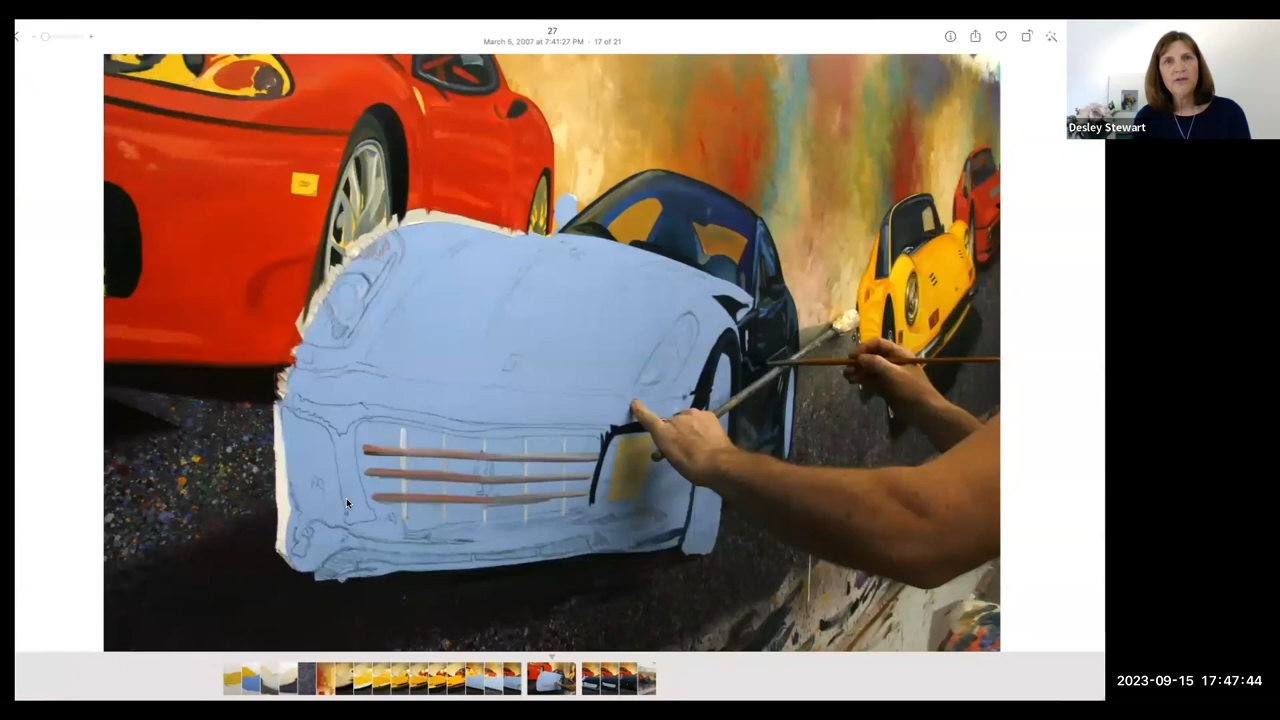 27
March 5, 2007 at 7:41:27 PM - 17 of 21
Desley Stewart
2023-09-15 17:47:44